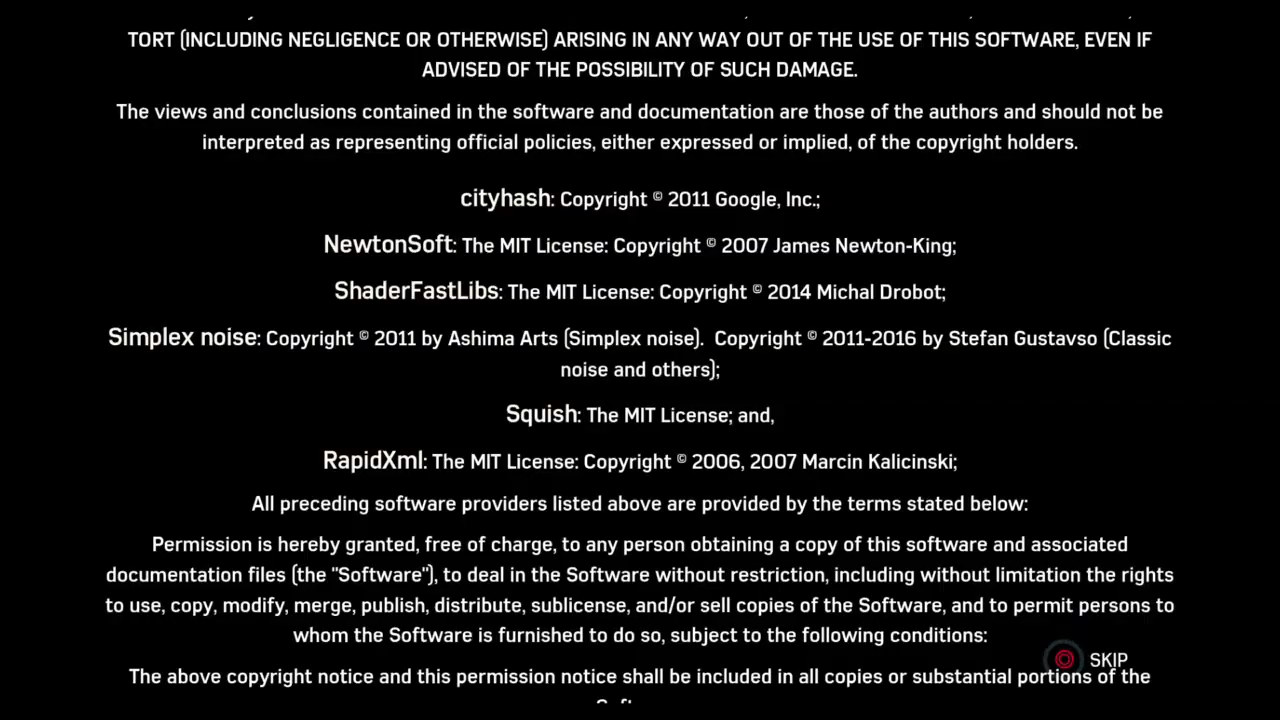 TORT (INCLUDING NEGLIGENCE OR OTHERWISE) ARISING IN ANY WAY OUT OF THE USE OF THIS SOFTWARE, EVEN IF
ADVISED OF THE POSSIBILITY OF SUCH DAMAGE.
The views and conclusions contained in the software and documentation are those of the authors and should not be
interpreted as representing official policies, either expressed or implied, of the copyright holders.
cityhash: Copyright © 2011 Google, Inc.;
NewtonSoft: The MIT License: Copyright © 2007 James Newton-King;
ShaderFastLibs: The MIT License: Copyright © 2014 Michal Drobot;
Simplex noise: Copyright © 2011 by Ashima Arts (Simplex noise).  Copyright © 2011-2016 by Stefan Gustavso (Classic
noise and others);
Squish: The MIT License; and,
RapidXml: The MIT License: Copyright © 2006, 2007 Marcin Kalicinski;
All preceding software providers listed above are provided by the terms stated below:
Permission is hereby granted, free of charge, to any person obtaining a copy of this software and associated
documentation files (the "Software"), to deal in the Software without restriction, including without limitation the rights
to use, copy, modify, merge, publish, distribute, sublicense, and/or sell copies of the Software, and to permit persons to
whom the Software is furnished to do so, subject to the following conditions:
SKIP
The above copyright notice and this permission notice shall be included in all copies or substantial portions of the